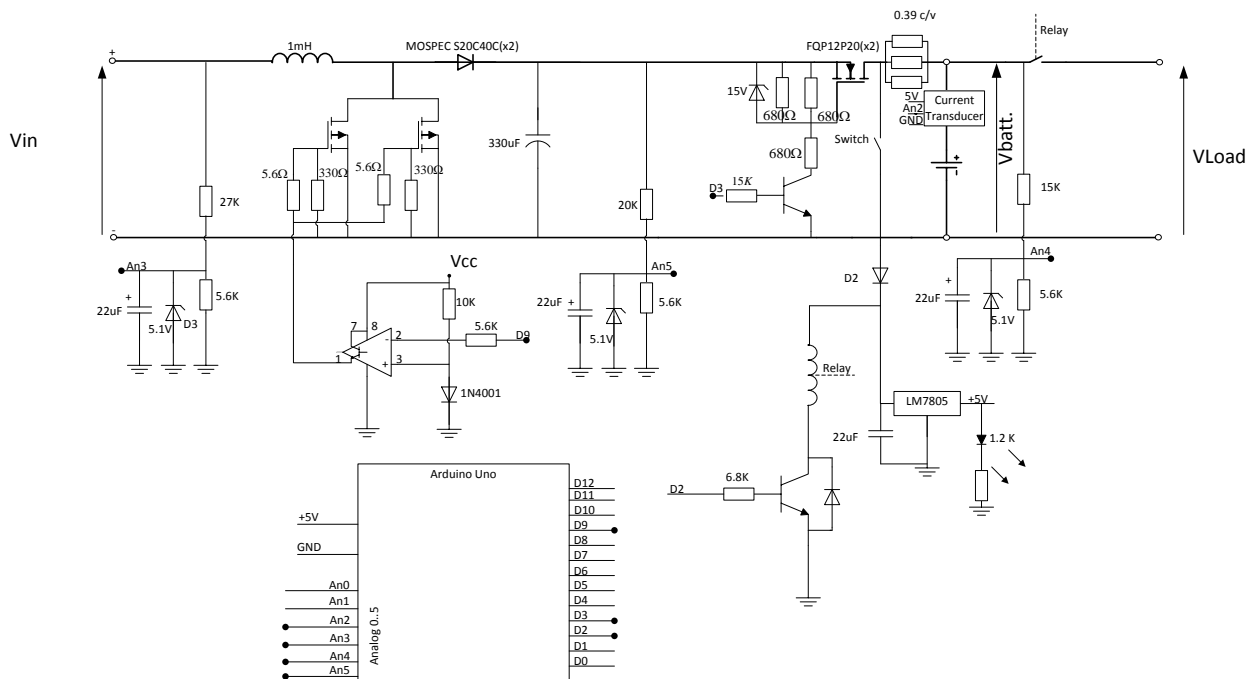 0.39 c/v
Relay
1mH
MOSPEC S20C40C(x2)
FQP12P20(x2)
+
15V
680Ω
680Ω
5V
An2
GND
Current
Transducer
Vin
330uF
Switch
680Ω
Vbatt.
VLoad
5.6Ω
330Ω
5.6Ω
330Ω
+
-
27K
20K
D3
15K
15K
-
An3
Vcc
An5
An4
22uF
+
5.1V
D3
5.6K
10K
22uF
+
5.1V
5.6K
D2
22uF
+
5.1V
5.6K
7
8
2
-
5.6K
D9
1
+
3
1N4001
Relay
LM7805
+5V
22uF
1.2 K
Arduino Uno
D2
6.8K
+5V
GND
An0
An1
An2
An3
An4
An5
Analog 0..5
D12
D11
D10
D9
D8
D7
D6
D5
D4
D3
D2
D1
D0